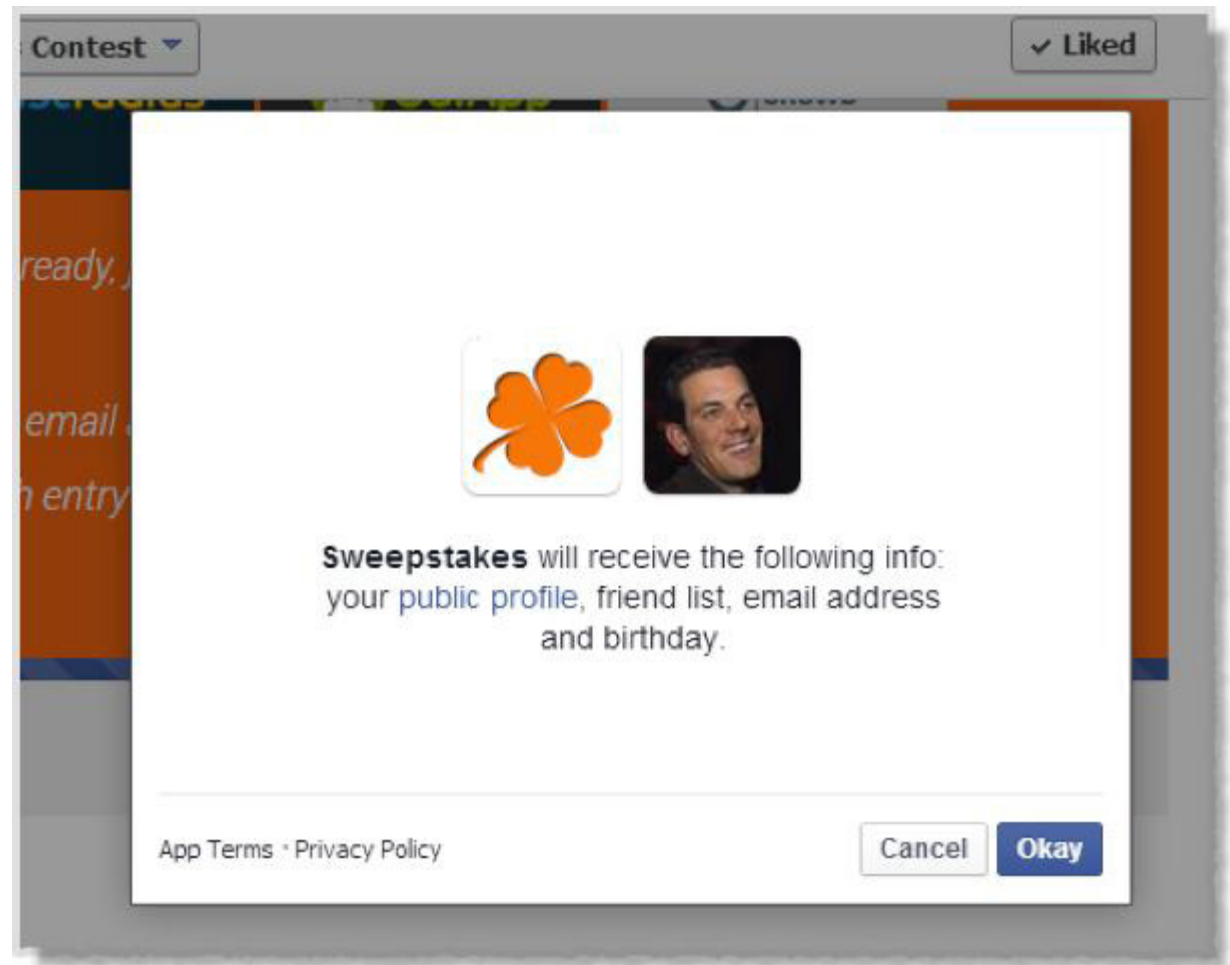 Contest
✓ Liked
ready,
email
entry
Sweepstakes will receive the following info:
your public profile, friend list, email address
and birthday.
App Terms · Privacy Policy
Cancel
Okay